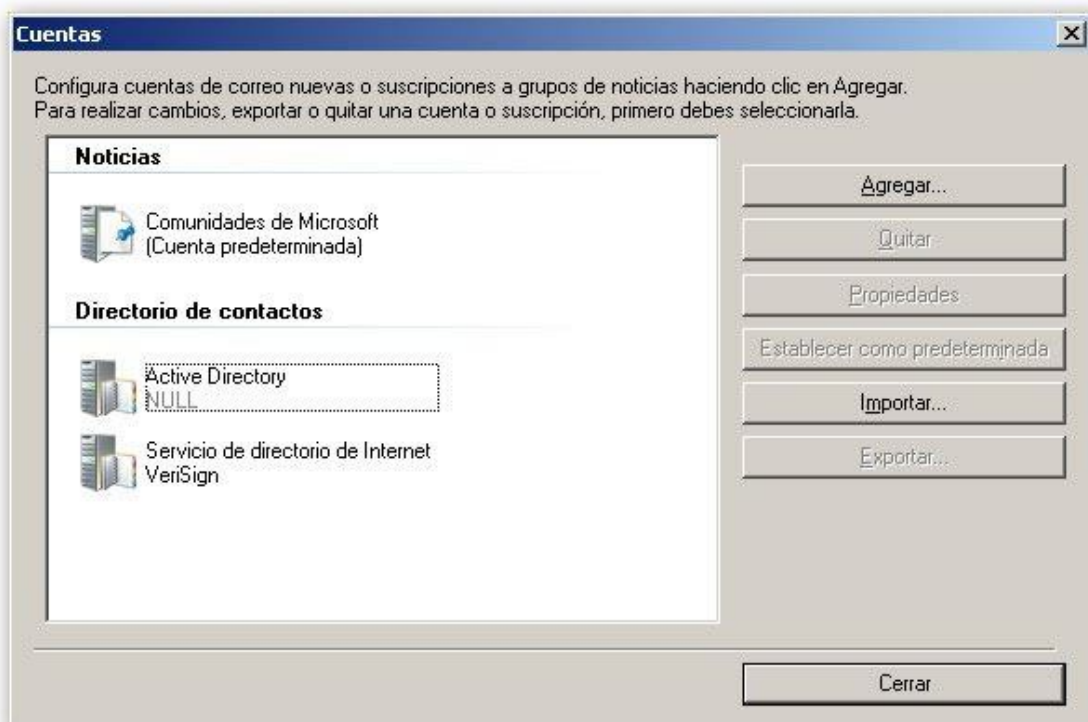 Cuentas
Configura cuentas de correo nuevas o suscripciones a grupos de noticias haciendo clic en Agregar.
Para realizar cambios, exportar o quitar una cuenta o suscripción, primero debes seleccionarla.
Noticias
Comunidades de Microsoft
(Cuenta predeterminada)
Directorio de contactos
Active Directory
NULL
Servicio de directorio de Internet
VeriSign
Agregar...
Quitar
Propiedades
Establecer como predeterminada
Importar...
Exportar...
Cerrar